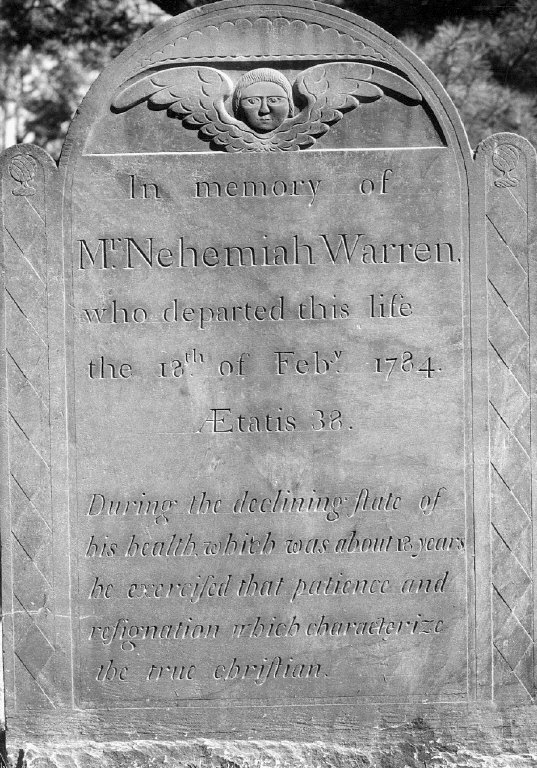 In memory of
Mr. Nehemiah Warren,
who departed this life
the 18th. of Feby. 1784.
Ætatis 38.
During the declining ſtate of
his health, which was about 18 years
he exerciſed that patience and
reſignation which characterize
the true chriſtian.